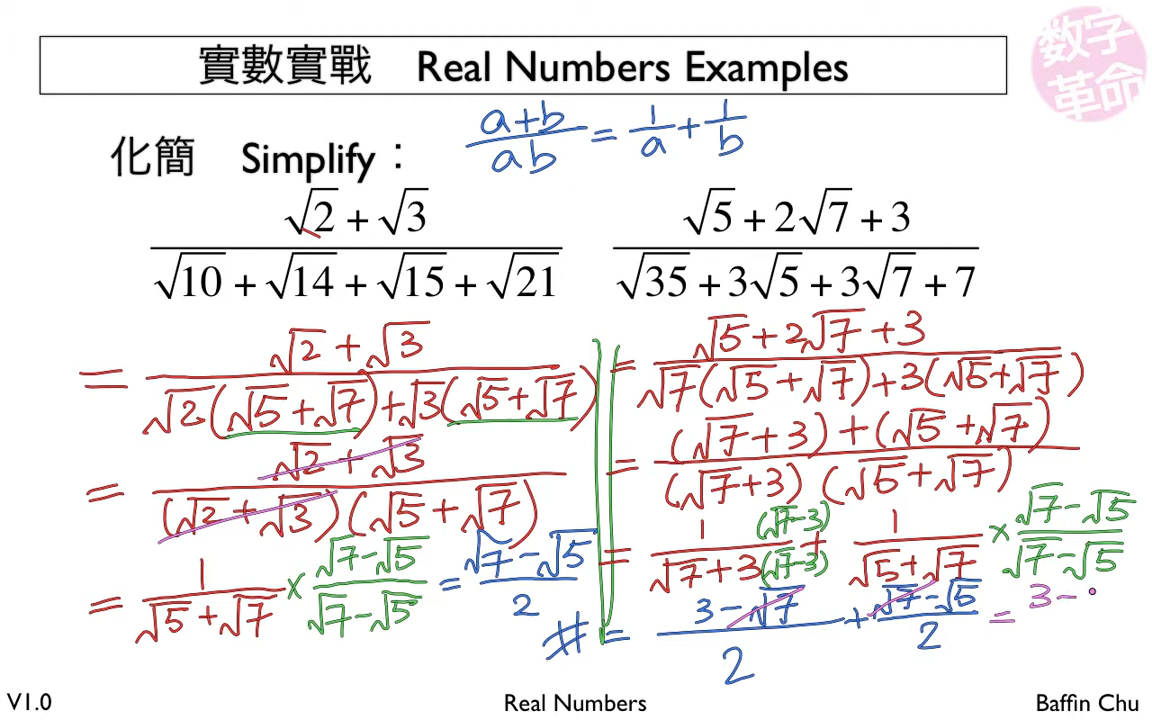 数字
革命
實數實戰 Real Numbers Examples
化簡 Simplify：
(a+b)/(ab) = 1/a + 1/b
(√2 + √3)/(√10 + √14 + √15 + √21)
= (√2 + √3)/(√2(√5+√7)+√3(√5+√7))
= (√2 + √3)/((√2+√3)(√5+√7))
= 1/(√5+√7) × (√7-√5)/(√7-√5) = (√7-√5)/2 #
(√5 + 2√7 + 3)/(√35 + 3√5 + 3√7 + 7)
= (√5+2√7+3)/(√7(√5+√7)+3(√5+√7))
= ((√7+3)+(√5+√7))/((√7+3)(√5+√7))
= 1/(√7+3) (√7-3)/(√7-3) + 1/(√5+√7) × (√7-√5)/(√7-√5)
= (3-√7)/2 + (√7-√5)/2 = 3-
V1.0
Real Numbers
Baffin Chu